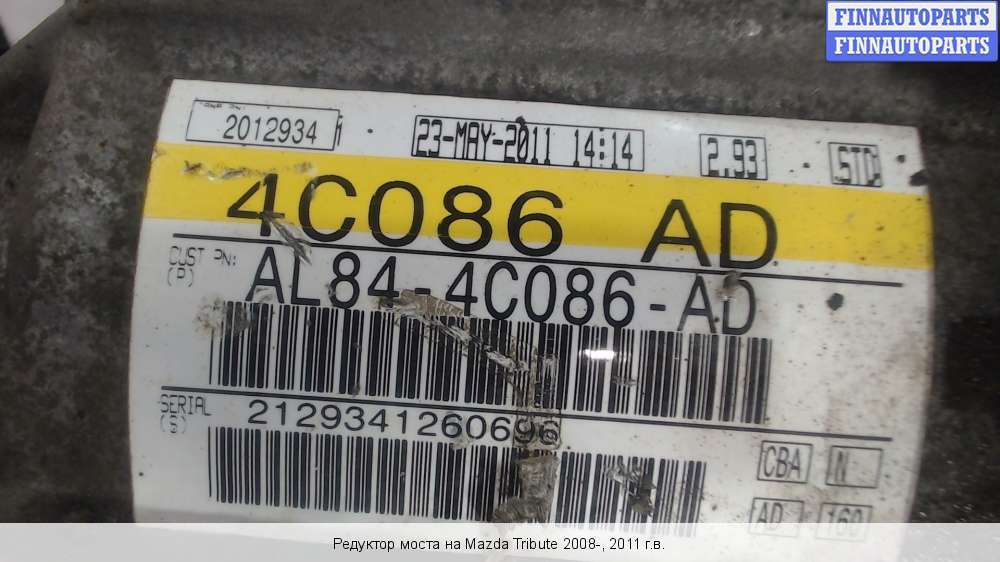 FINNAUTOPARTS
FINNAUTOPARTS
2012934
23-MAY-2011 14:14 2.93 STD
4C086 AD
CUST PN:
(P)
AL84-4C086-AD
SERIAL
(S)
2129341260696
CBA N
AD 160
Редуктор моста на Mazda Tribute 2008-, 2011 г.в.